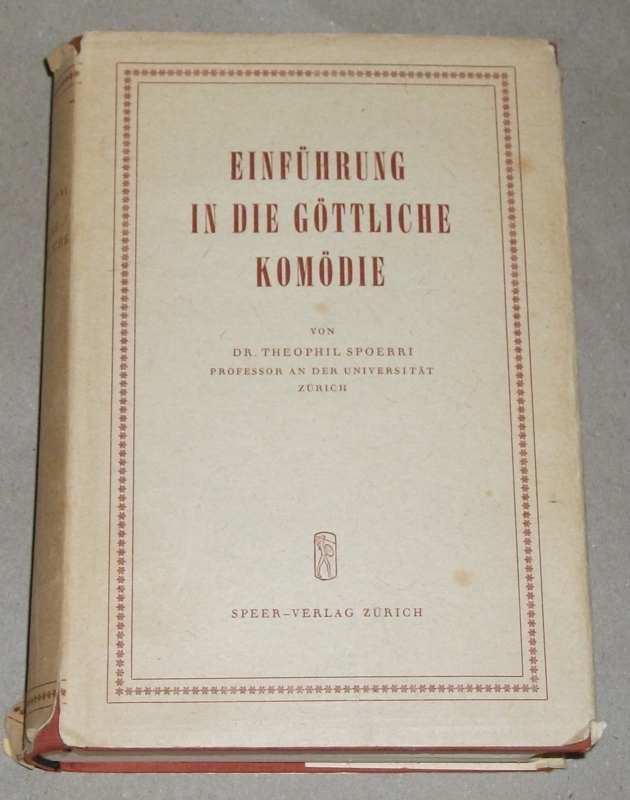 EINFÜHRUNG
IN DIE GÖTTLICHE
KOMÖDIE
VON
DR. THEOPHIL SPOERRI
PROFESSOR AN DER UNIVERSITÄT
ZÜRICH
SPEER-VERLAG ZÜRICH